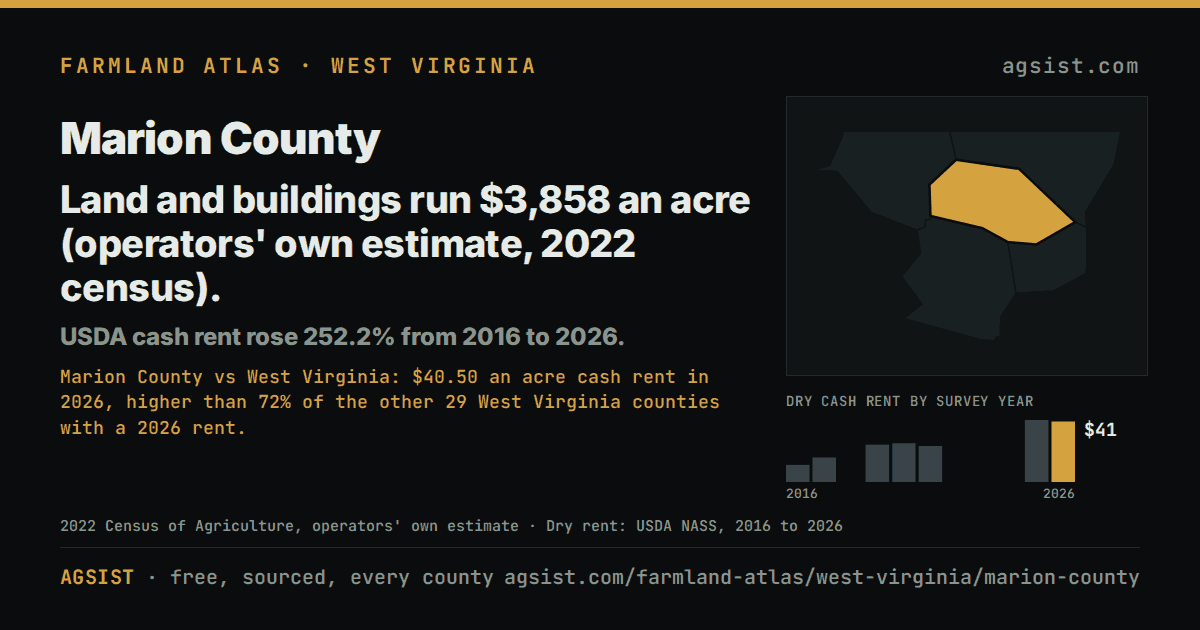 FARMLAND ATLAS · WEST VIRGINIA
agsist.com
Marion County
Land and buildings run $3,858 an acre
(operators' own estimate, 2022
census).
USDA cash rent rose 252.2% from 2016 to 2026.
Marion County vs West Virginia: $40.50 an acre cash rent in
2026, higher than 72% of the other 29 West Virginia counties
with a 2026 rent.
DRY CASH RENT BY SURVEY YEAR
$41
2016
2026
2022 Census of Agriculture, operators' own estimate · Dry rent: USDA NASS, 2016 to 2026
AGSIST · free, sourced, every county
agsist.com/farmland-atlas/west-virginia/marion-county